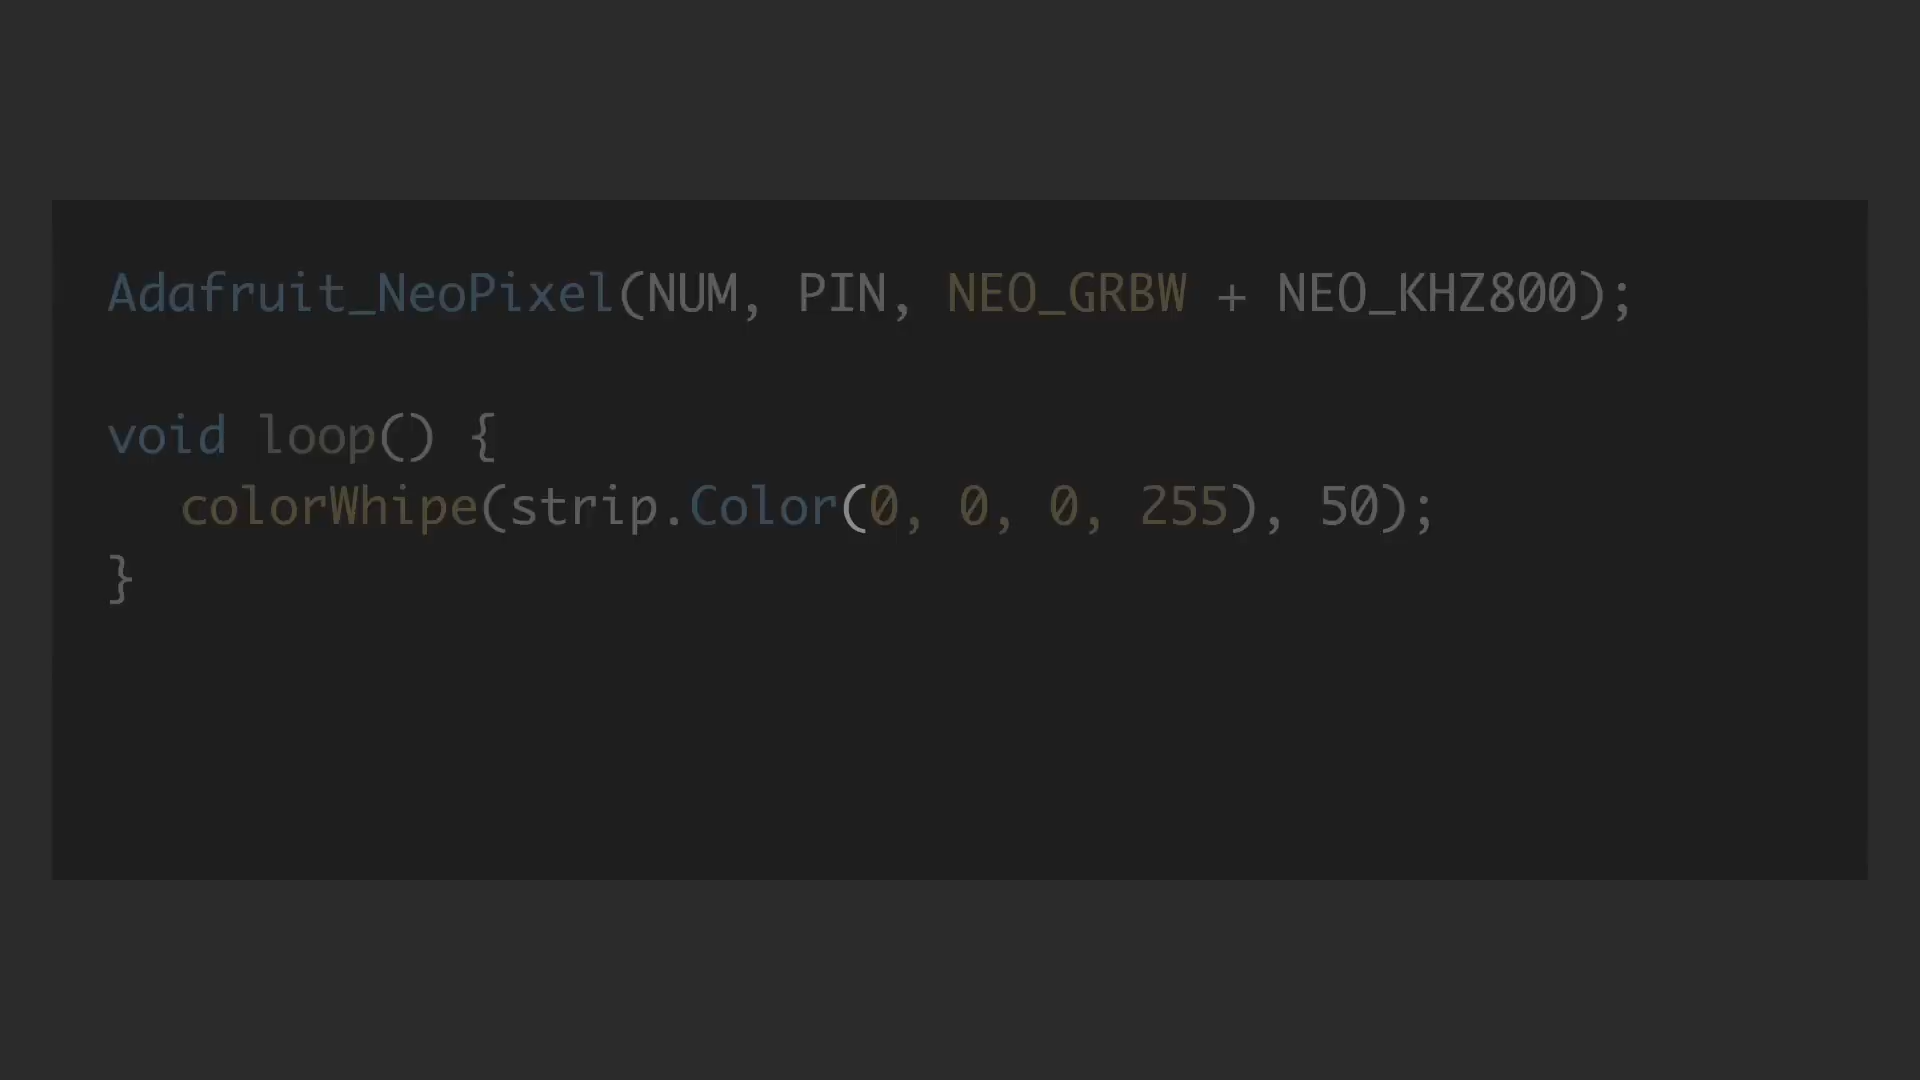 Adafruit_NeoPixel(NUM, PIN, NEO_GRBW + NEO_KHZ800);
void loop() {
colorWhipe(strip.Color(0, 0, 0, 255), 50);
}